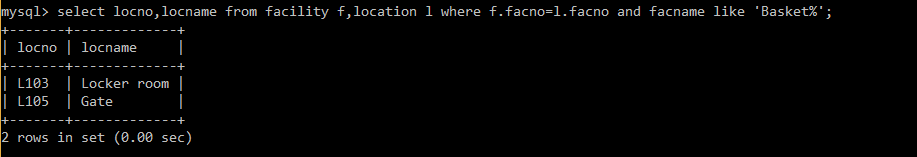 mysql> select locno,locname from facility f,location l where f.facno=l.facno and facname like 'Basket%';
+-------+-------------+
| locno | locname     |
+-------+-------------+
| L103  | Locker room |
| L105  | Gate        |
+-------+-------------+
2 rows in set (0.00 sec)